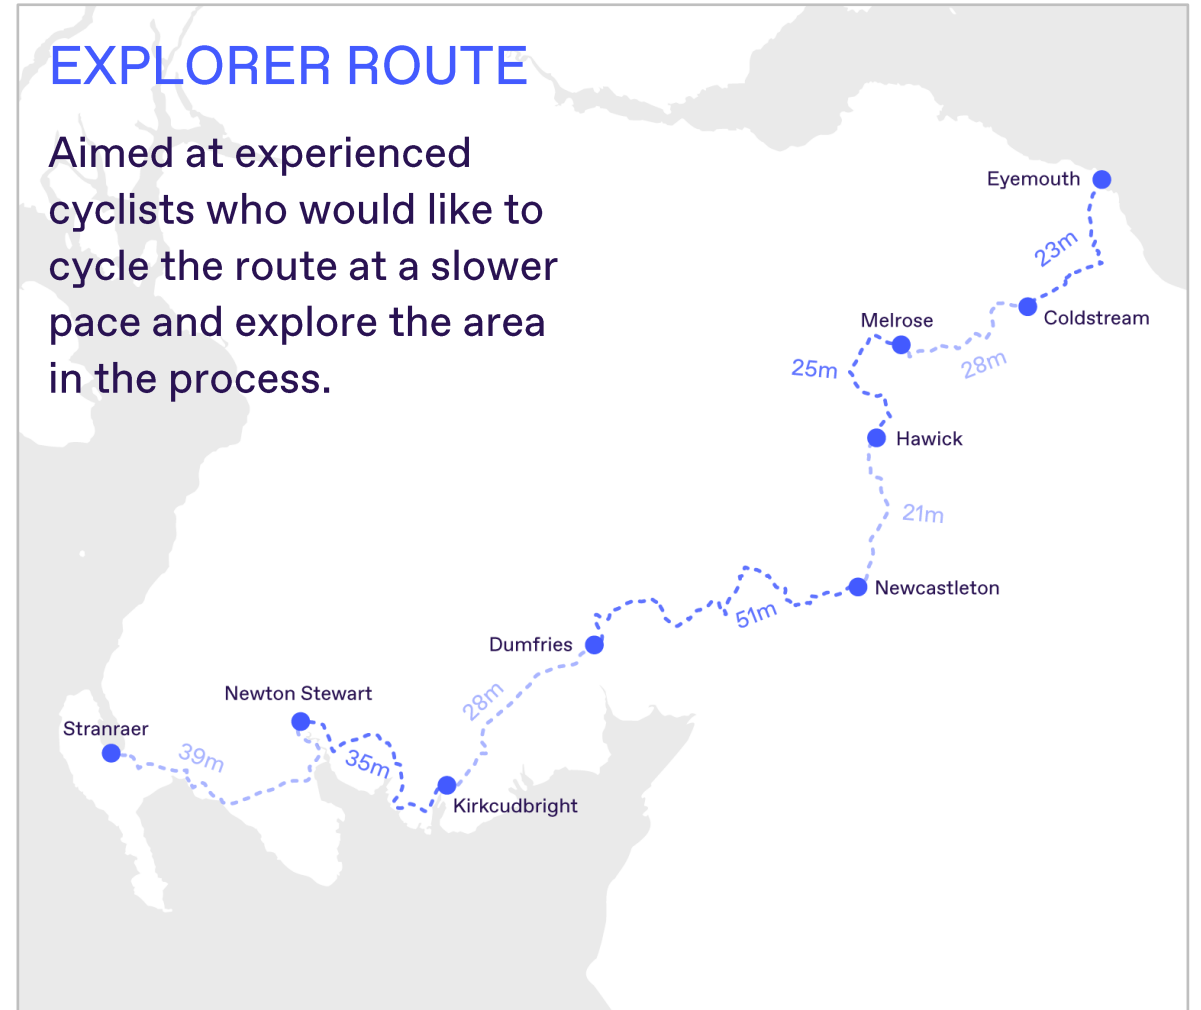 EXPLORER ROUTE
Aimed at experienced
cyclists who would like to
cycle the route at a slower
pace and explore the area
in the process.
Eyemouth
23m
Coldstream
Melrose
28m
25m
Hawick
21m
Newcastleton
51m
Dumfries
28m
Newton Stewart
Stranraer
39m
35m
Kirkcudbright